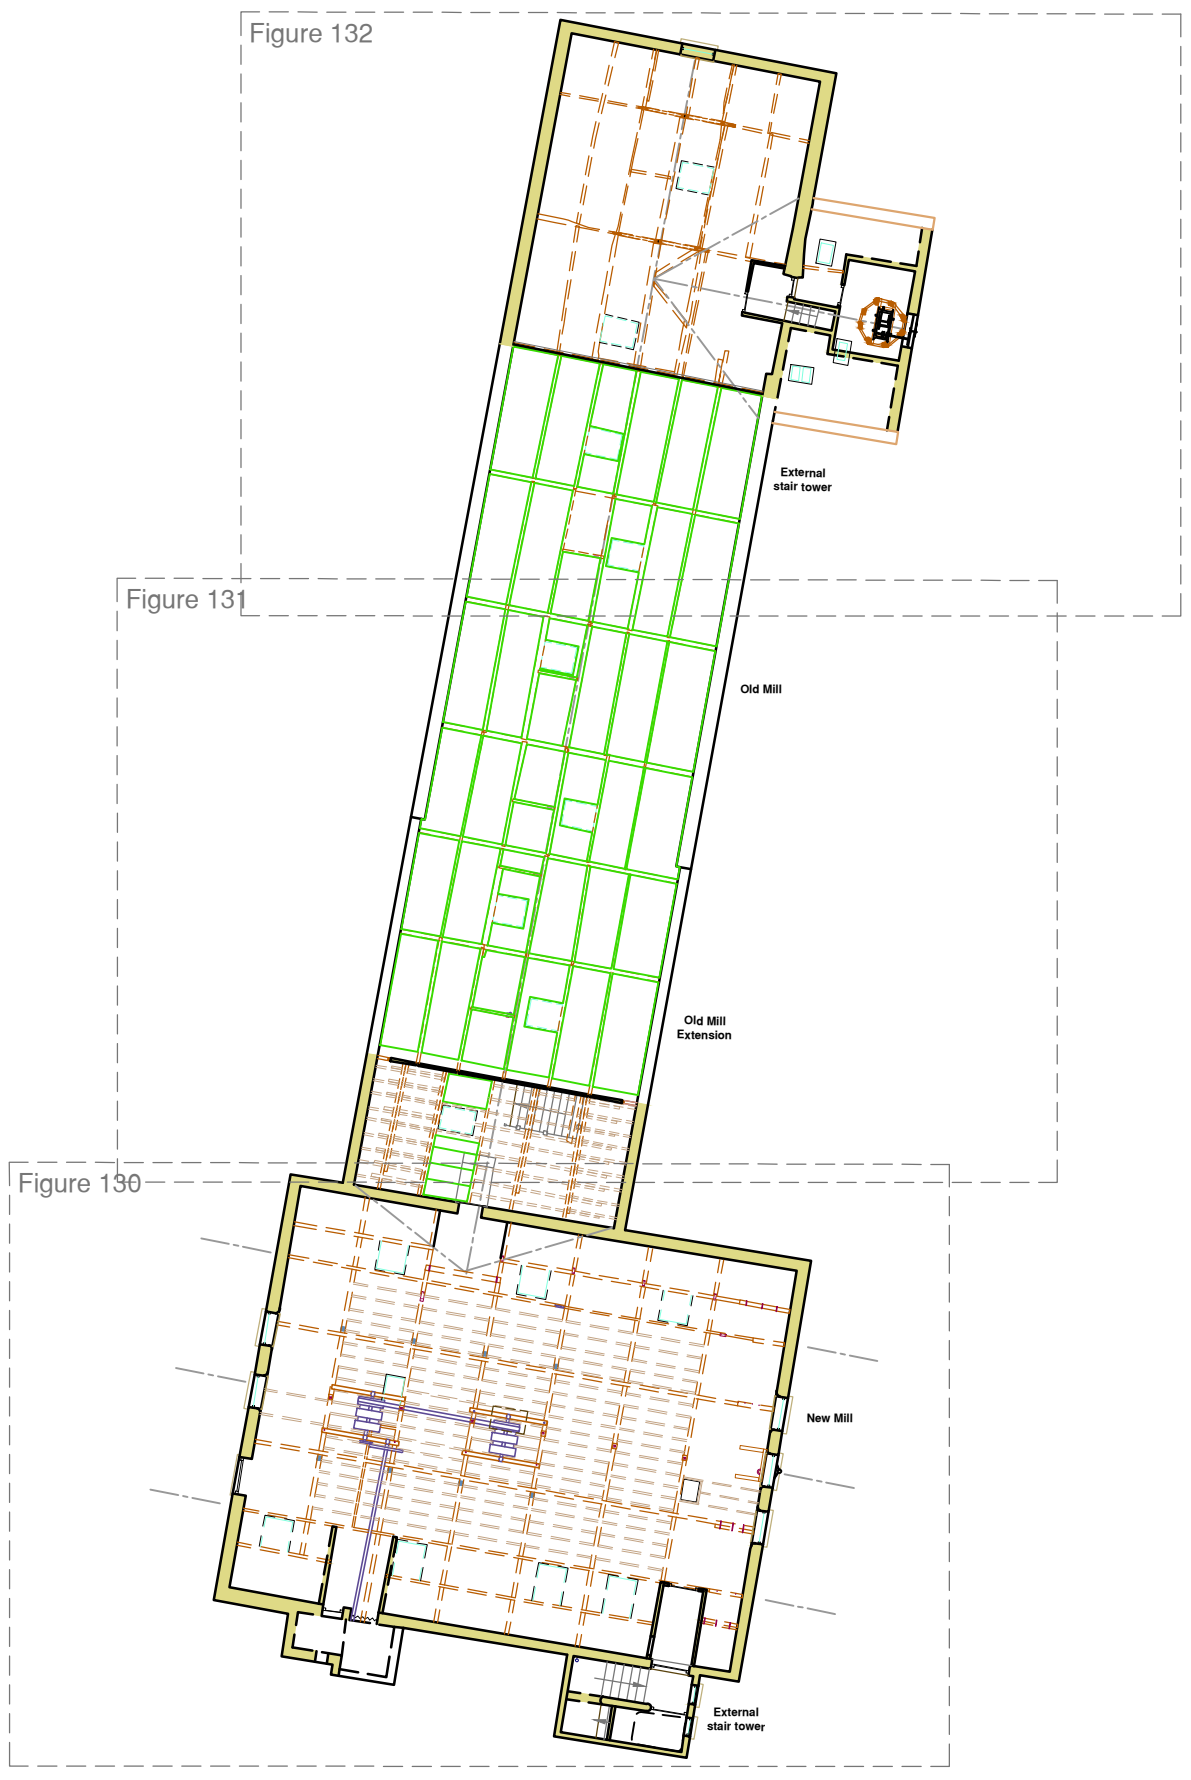 Figure 132
External
stair tower
Figure 131
Old Mill
Old Mill
Extension
Figure 130
New Mill
External
stair tower